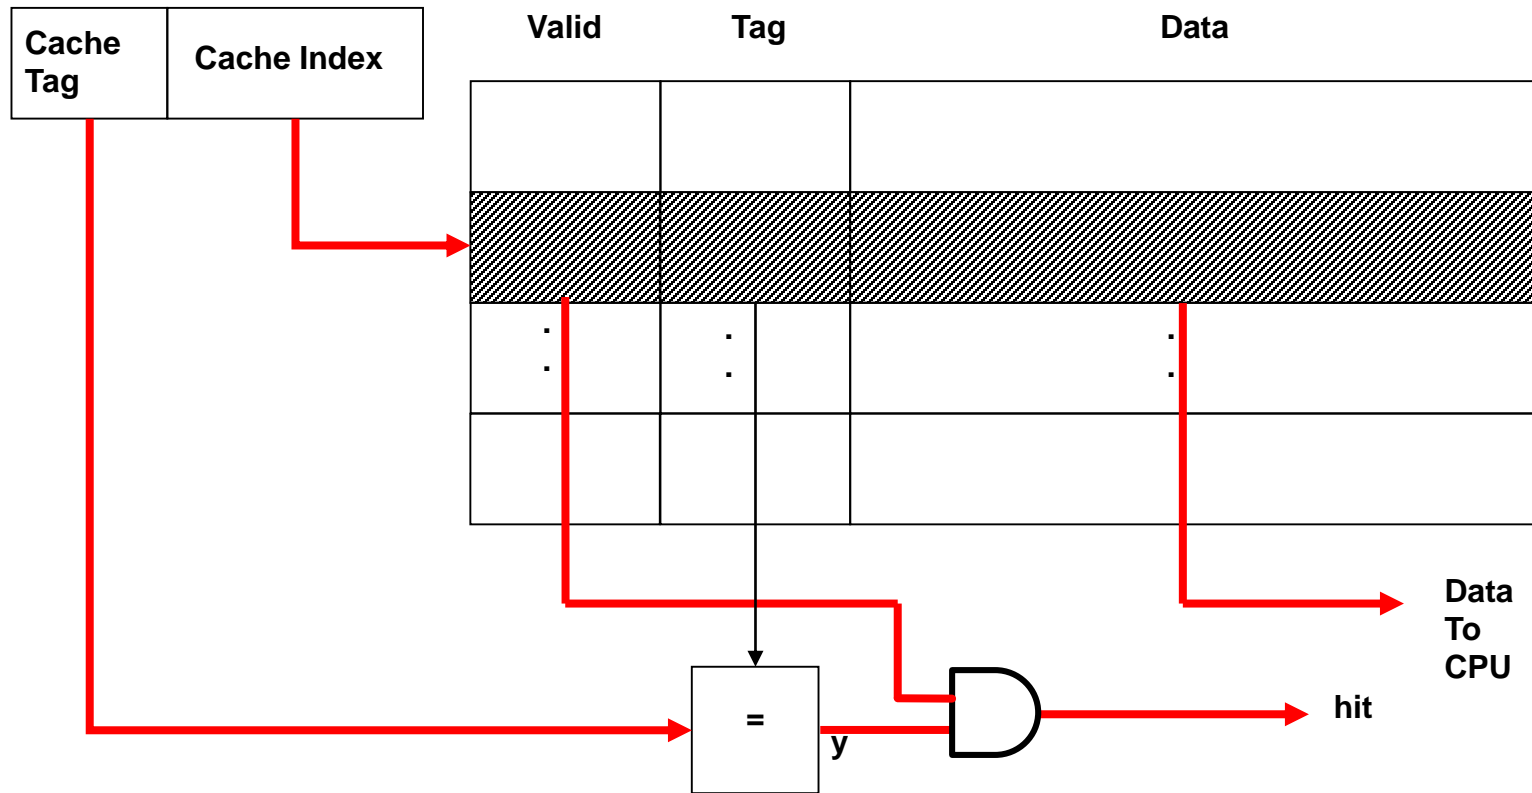 Cache
Tag
Cache Index
Valid
Tag
Data
. . .
. . .
Data
To
CPU
hit
=
y